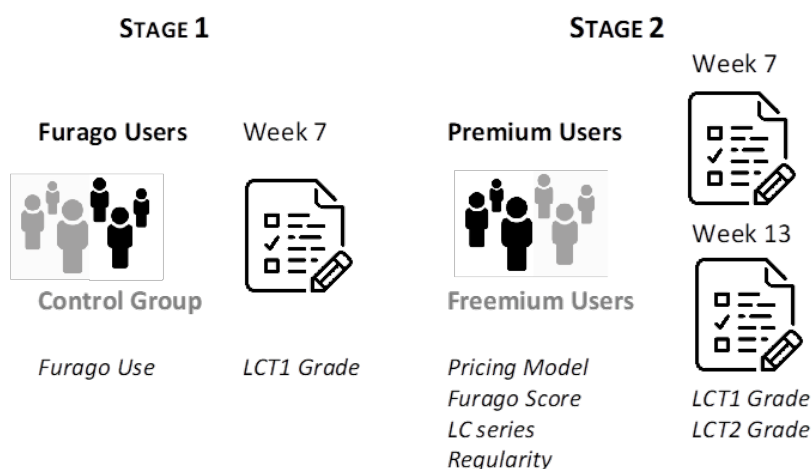 STAGE 1
STAGE 2
Furago Users
Week 7
Control Group
Furago Use
LCT1 Grade
Premium Users
Week 7
Week 13
Freemium Users
Pricing Model
Furago Score
LC series
Regularity
LCT1 Grade
LCT2 Grade